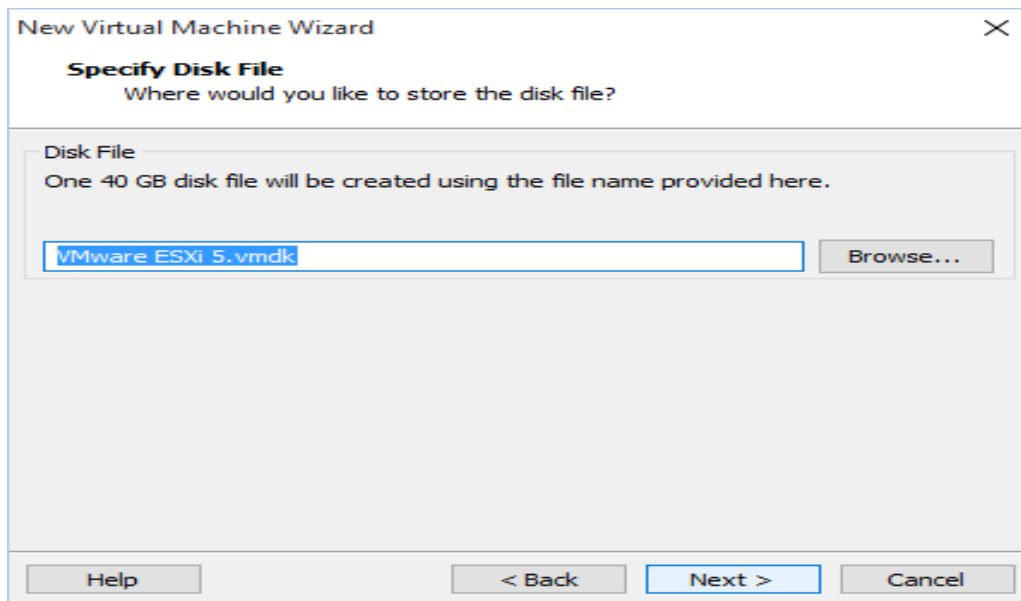 New Virtual Machine Wizard
Specify Disk File
Where would you like to store the disk file?
Disk File
One 40 GB disk file will be created using the file name provided here.
VMware ESXi 5.vmdk
Browse...
Help
< Back
Next >
Cancel